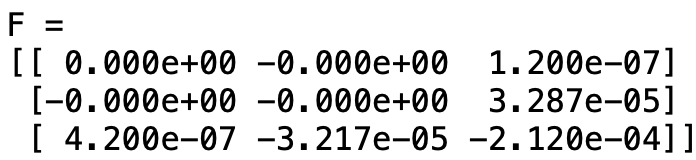 F =
[[ 0.000e+00 -0.000e+00  1.200e-07]
 [-0.000e+00 -0.000e+00  3.287e-05]
 [ 4.200e-07 -3.217e-05 -2.120e-04]]